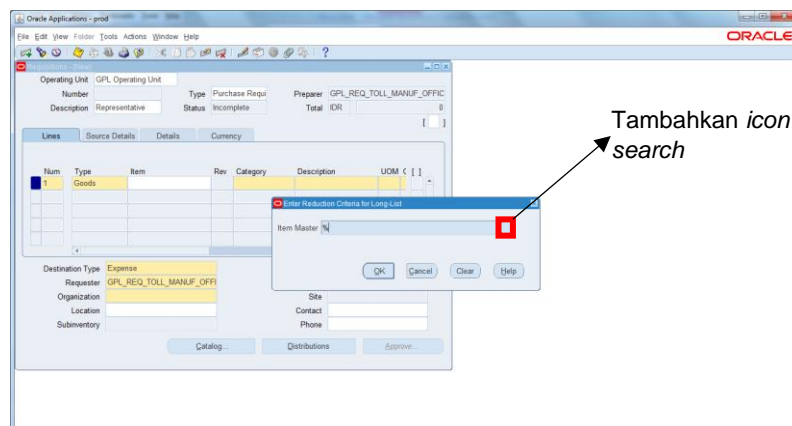 Oracle Applications - prod
File Edit View Folder Tools Actions Window Help
ORACLE
Requisitions - [New]
Operating Unit GPL Operating Unit
Number Type Purchase Requi Preparer GPL_REQ_TOLL_MANUF_OFFIC
Description Representative Status Incomplete Total IDR 0
[ ]
Tambahkan icon
search
Lines Source Details Details Currency
Num Type Item Rev Category Description UOM C [ ]
1 Goods
Enter Reduction Criteria for Long-List
Item Master %
OK Cancel Clear Help
Destination Type Expense
Requester GPL_REQ_TOLL_MANUF_OFFI
Organization Site
Location Contact
Subinventory Phone
Catalog... Distributions Approve...